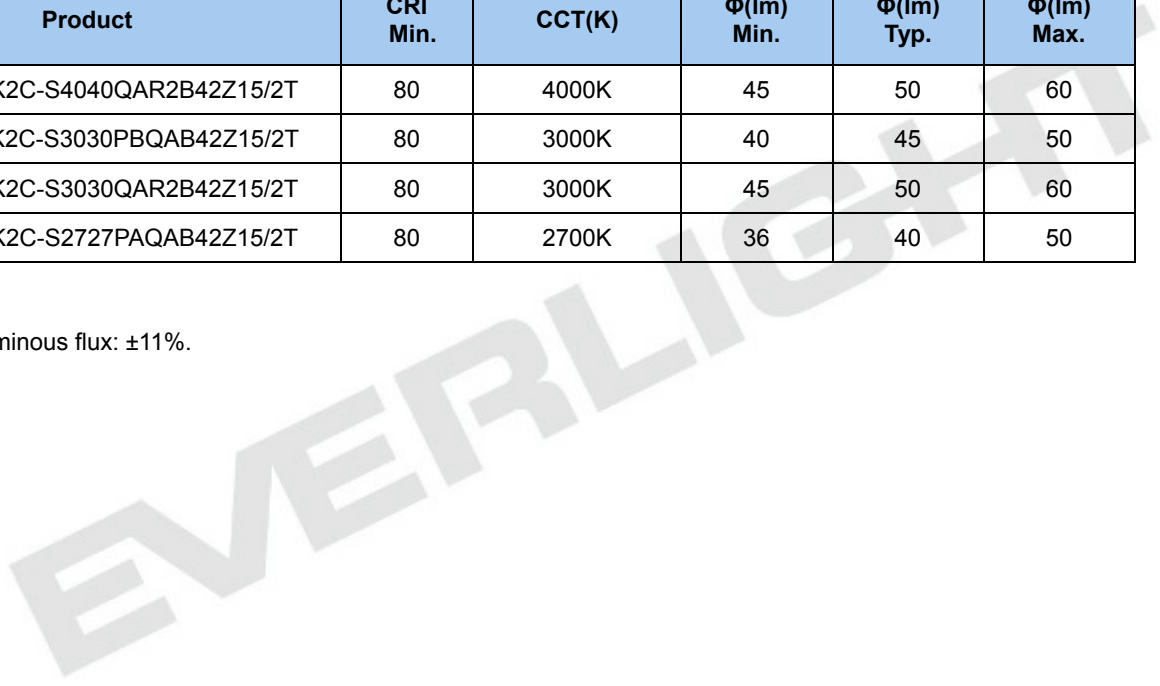 Product CRI Min. CCT(K) Φ(lm) Min. Φ(lm) Typ. Φ(lm) Max.
K2C-S4040QAR2B42Z15/2T 80 4000K 45 50 60
K2C-S3030PBQAB42Z15/2T 80 3000K 40 45 50
K2C-S3030QAR2B42Z15/2T 80 3000K 45 50 60
K2C-S2727PAQAB42Z15/2T 80 2700K 36 40 50
minous flux: ±11%.
EVERLIGHT